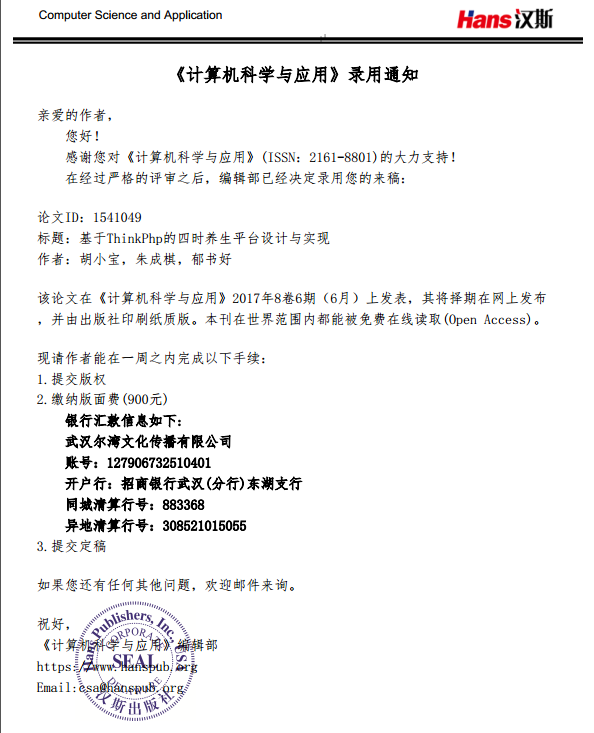 Computer Science and Application
Hans汉斯
《计算机科学与应用》录用通知
亲爱的作者，
您好！
感谢您对《计算机科学与应用》(ISSN: 2161-8801)的大力支持！
在经过严格的评审之后，编辑部已经决定录用您的来稿：
论文ID: 1541049
标题：基于ThinkPhp的四时养生平台设计与实现
作者：胡小宝，朱成棋，郁书好
该论文在《计算机科学与应用》2017年8卷6期（6月）上发表，其将择期在网上发布
，并由出版社印刷纸质版。本刊在世界范围内都能被免费在线读取(Open Access)。
现请作者能在一周之内完成以下手续：
1.提交版权
2.缴纳版面费(900元)
银行汇款信息如下：
武汉尔湾文化传播有限公司
账号：127906732510401
开户行：招商银行武汉(分行)东湖支行
同城清算行号：883368
异地清算行号：308521015055
3.提交定稿
如果您还有任何其他问题，欢迎邮件来询。
祝好，
《计算机科学与应用》编辑部
https://www.hanspub.org
Email:csa@hanspub.org
Hans Publishers, Inc., USA
CORPORATE
SEAL
DELAWARE
汉斯出版社